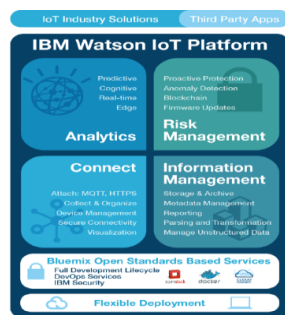 IoT Industry Solutions
Third Party Apps
IBM Watson IoT Platform
Predictive
Cognitive
Real-time
Edge
Analytics
Proactive Protection
Anomaly Detection
Blockchain
Firmware Updates
Risk
Management
Connect
Attach: MQTT, HTTPS
Collect & Organize
Device Management
Secure Connectivity
Visualization
Information
Management
Storage & Archive
Metadata Management
Reporting
Parsing and Transformation
Manage Unstructured Data
Bluemix Open Standards Based Services
Full Development Lifecycle
DevOps Services
IBM Security
docker
Flexible Deployment